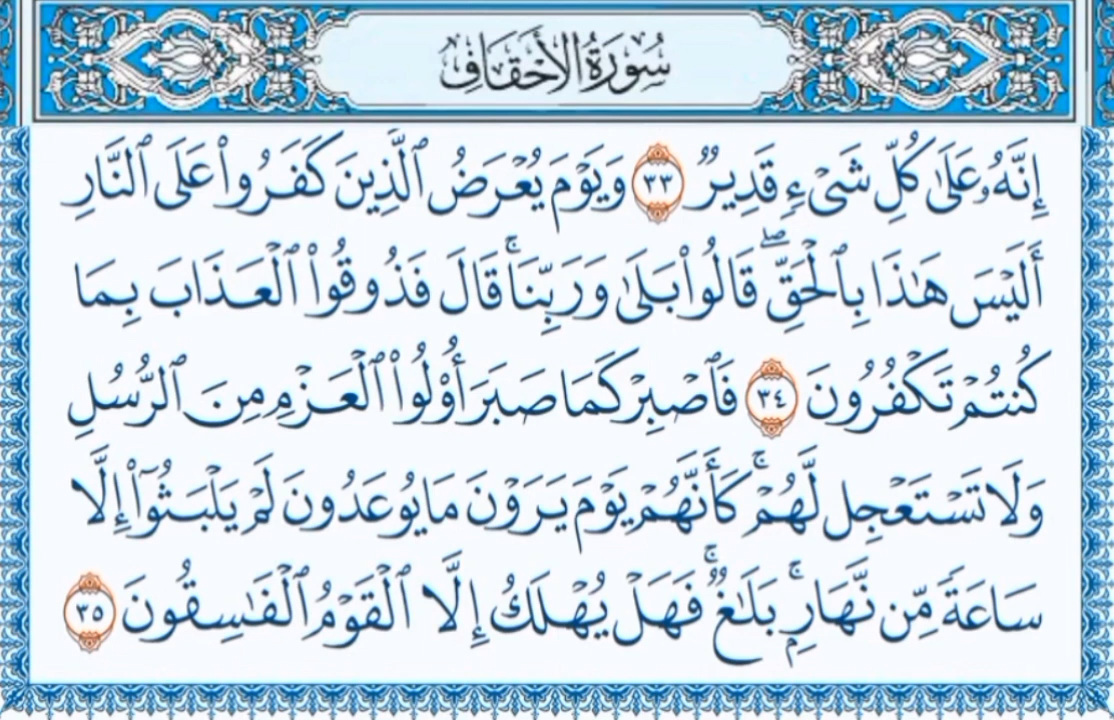 سُورَةُ الأَحْقَافِ
إِنَّهُۥ عَلَىٰ كُلِّ شَىْءٍ قَدِيرٌ ٣٣ وَيَوْمَ يُعْرَضُ ٱلَّذِينَ كَفَرُوا۟ عَلَى ٱلنَّارِ
أَلَيْسَ هَـٰذَا بِٱلْحَقِّ ۖ قَالُوا۟ بَلَىٰ وَرَبِّنَا ۚ قَالَ فَذُوقُوا۟ ٱلْعَذَابَ بِمَا
كُنتُمْ تَكْفُرُونَ ٣٤ فَٱصْبِرْ كَمَا صَبَرَ أُو۟لُوا۟ ٱلْعَزْمِ مِنَ ٱلرُّسُلِ
وَلَا تَسْتَعْجِل لَّهُمْ ۚ كَأَنَّهُمْ يَوْمَ يَرَوْنَ مَا يُوعَدُونَ لَمْ يَلْبَثُوٓا۟ إِلَّا
سَاعَةً مِّن نَّهَارٍۭ ۚ بَلَـٰغٌ ۚ فَهَلْ يُهْلَكُ إِلَّا ٱلْقَوْمُ ٱلْفَـٰسِقُونَ ٣٥